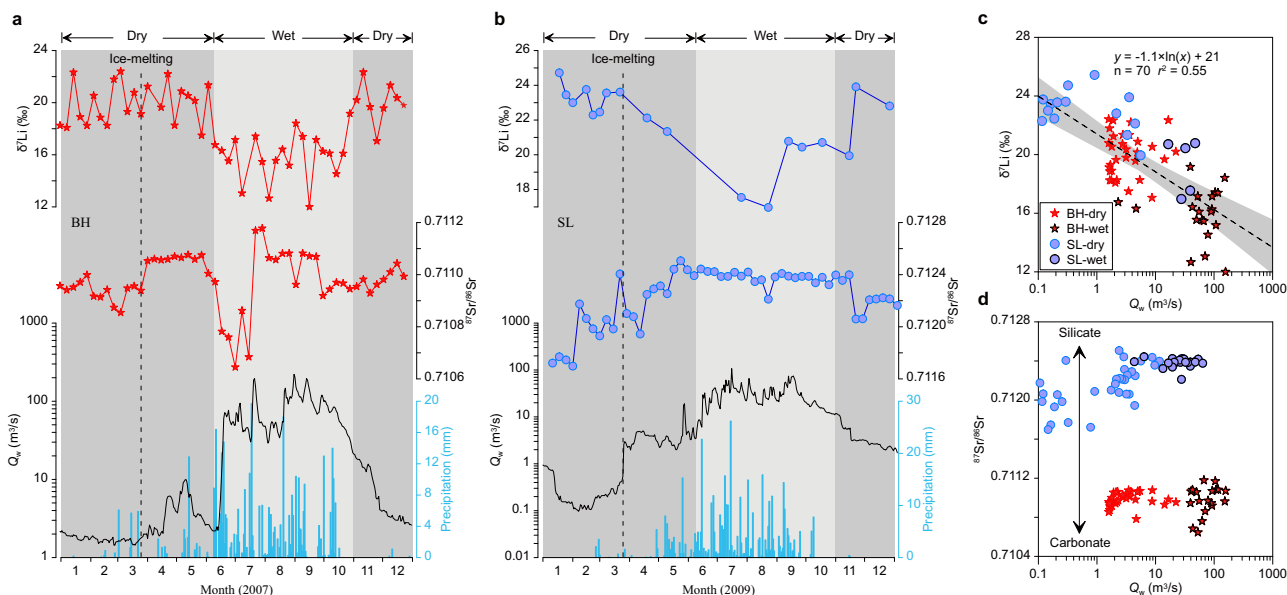 a
Dry
Wet
Dry
Ice-melting
24
22
20
18
16
14
12
δ⁷Li (‰)
BH
0.7112
0.7110
0.7108
0.7106
⁸⁷Sr/⁸⁶Sr
1000
100
10
1
Qw (m³/s)
20
16
12
8
4
0
Precipitation (mm)
1 2 3 4 5 6 7 8 9 10 11 12
Month (2007)
b
Dry
Wet
Dry
Ice-melting
26
24
22
20
18
δ⁷Li (‰)
SL
0.7128
0.7124
0.7120
0.7116
⁸⁷Sr/⁸⁶Sr
1000
100
10
1
0.1
0.01
Qw (m³/s)
30
20
10
0
Precipitation (mm)
1 2 3 4 5 6 7 8 9 10 11 12
Month (2009)
c
28
24
20
16
12
δ⁷Li (‰)
y = -1.1×ln(x) + 21
n = 70 r² = 0.55
BH-dry
BH-wet
SL-dry
SL-wet
0.1 1 10 100 1000
Qw (m³/s)
d
0.7128
0.7120
0.7112
0.7104
⁸⁷Sr/⁸⁶Sr
Silicate
Carbonate
0.1 1 10 100 1000
Qw (m³/s)